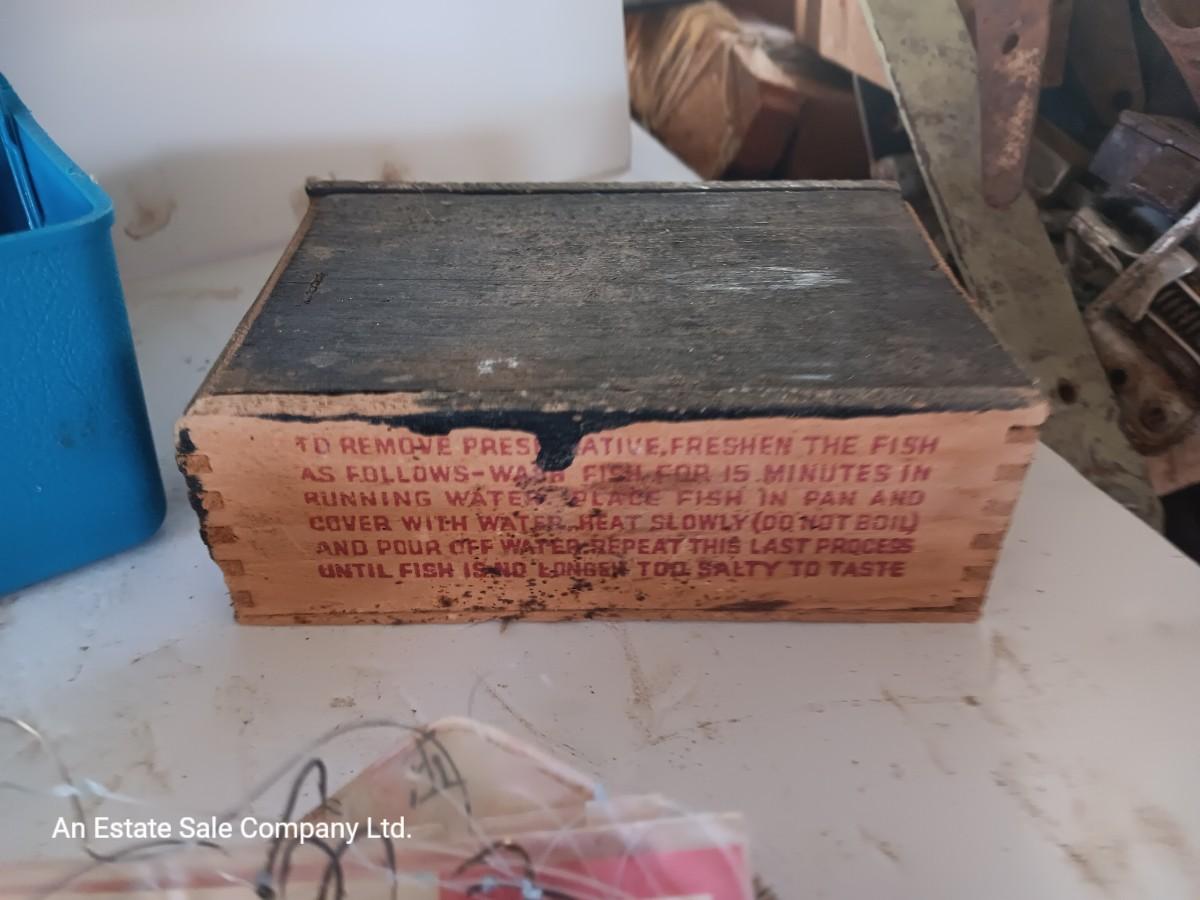 TO REMOVE PRESERVATIVE, FRESHEN THE FISH
AS FOLLOWS-WASH FISH FOR 15 MINUTES IN
RUNNING WATER. PLACE FISH IN PAN AND
COVER WITH WATER. HEAT SLOWLY (DO NOT BOIL)
AND POUR OFF WATER. REPEAT THIS LAST PROCESS
UNTIL FISH IS NO LONGER TOO SALTY TO TASTE
An Estate Sale Company Ltd.